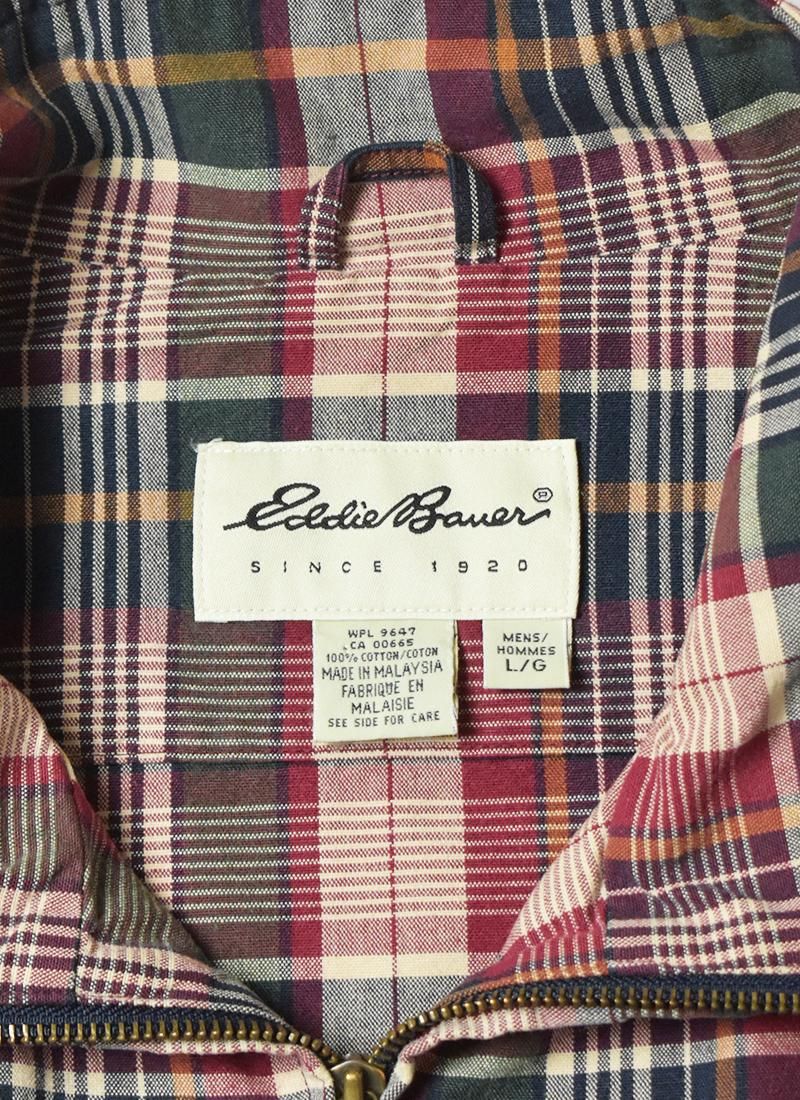 Eddie Bauer®
SINCE 1920
WPL 9647
CA 00665
100% COTTON/COTON
MADE IN MALAYSIA
FABRIQUE EN
MALAISIE
SEE SIDE FOR CARE
MENS/
HOMMES
L/G